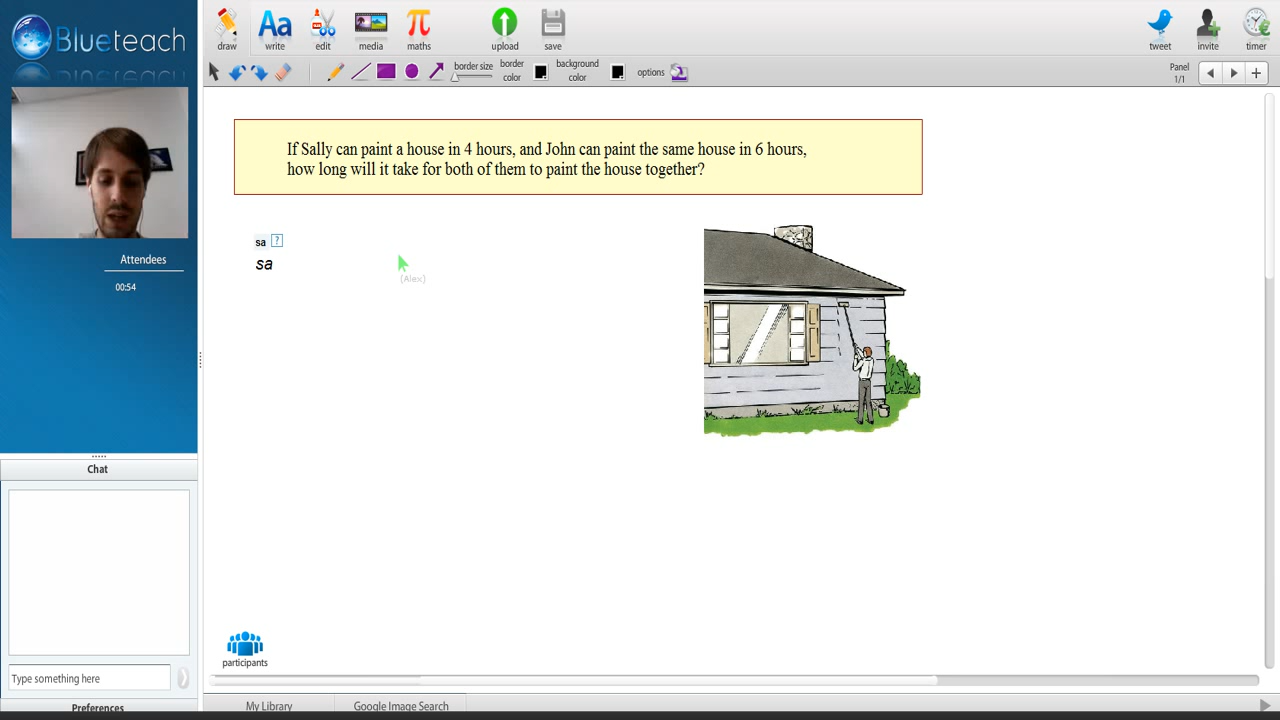 Blueteach
draw
write
edit
media
maths
upload
save
tweet
invite
timer
border size
border color
background color
options
Panel
1/1
Attendees
00:54
If Sally can paint a house in 4 hours, and John can paint the same house in 6 hours,
how long will it take for both of them to paint the house together?
sa ?
sa
(Alex)
Chat
Type something here
Preferences
participants
My Library
Google Image Search